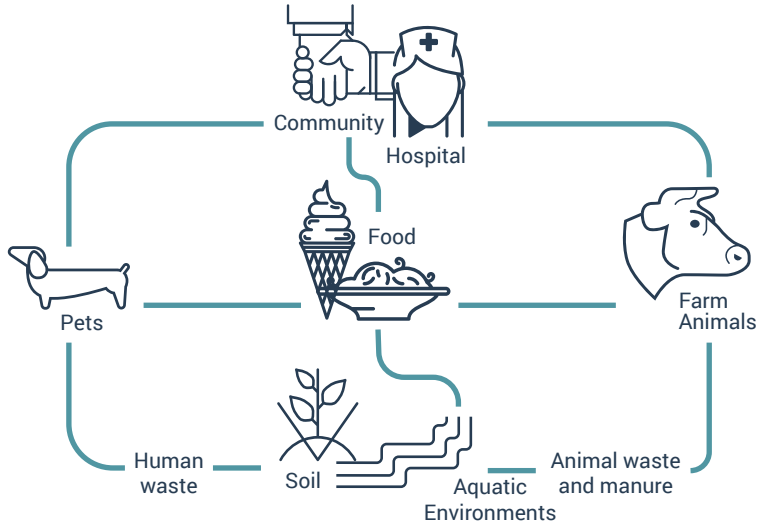 Community
Hospital
Food
Pets
Farm
Animals
Human
waste
Soil
Aquatic
Environments
Animal waste
and manure